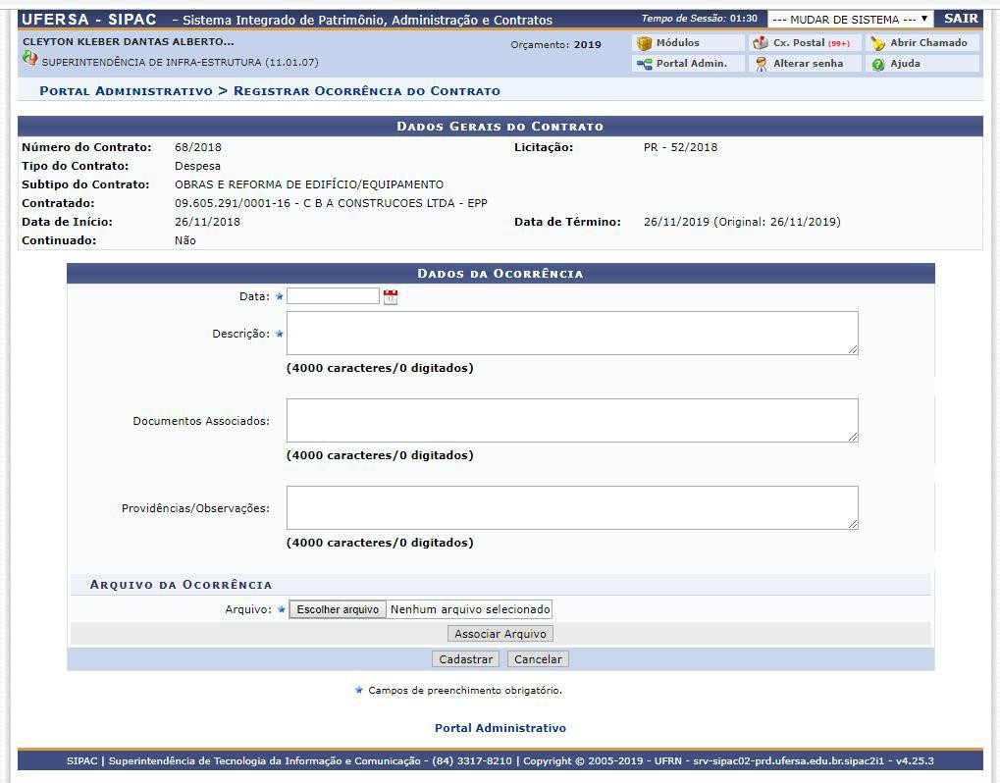 UFERSA - SIPAC - Sistema Integrado de Patrimônio, Administração e Contratos Tempo de Sessão: 01:30 --- MUDAR DE SISTEMA --- SAIR
CLEYTON KLEBER DANTAS ALBERTO... Orçamento: 2019 Módulos Cx. Postal (99+) Abrir Chamado
SUPERINTENDÊNCIA DE INFRA-ESTRUTURA (11.01.07) Portal Admin. Alterar senha Ajuda
Portal Administrativo > Registrar Ocorrência do Contrato
Dados Gerais do Contrato
Número do Contrato: 68/2018 Licitação: PR - 52/2018
Tipo do Contrato: Despesa
Subtipo do Contrato: OBRAS E REFORMA DE EDIFÍCIO/EQUIPAMENTO
Contratado: 09.605.291/0001-16 - C B A CONSTRUCOES LTDA - EPP
Data de Início: 26/11/2018 Data de Término: 26/11/2019 (Original: 26/11/2019)
Continuado: Não
Dados da Ocorrência
Data:
Descrição:
(4000 caracteres/0 digitados)
Documentos Associados:
(4000 caracteres/0 digitados)
Providências/Observações:
(4000 caracteres/0 digitados)
Arquivo da Ocorrência
Arquivo: Escolher arquivo Nenhum arquivo selecionado
Associar Arquivo
Cadastrar Cancelar
Campos de preenchimento obrigatório.
Portal Administrativo
SIPAC | Superintendência de Tecnologia da Informação e Comunicação - (84) 3317-8210 | Copyright © 2005-2019 - UFRN - srv-sipac02-prd.ufersa.edu.br.sipac2i1 - v4.25.3